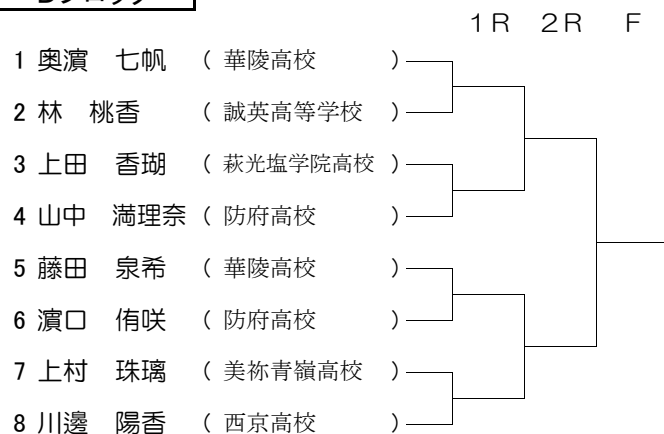 1R 2R F
1 奥濵 七帆 ( 華陵高校 )
2 林 桃香 ( 誠英高等学校 )
3 上田 香瑚 ( 萩光塩学院高校 )
4 山中 満理奈 ( 防府高校 )
5 藤田 泉希 ( 華陵高校 )
6 濵口 侑咲 ( 防府高校 )
7 上村 珠璃 ( 美祢青嶺高校 )
8 川邊 陽香 ( 西京高校 )